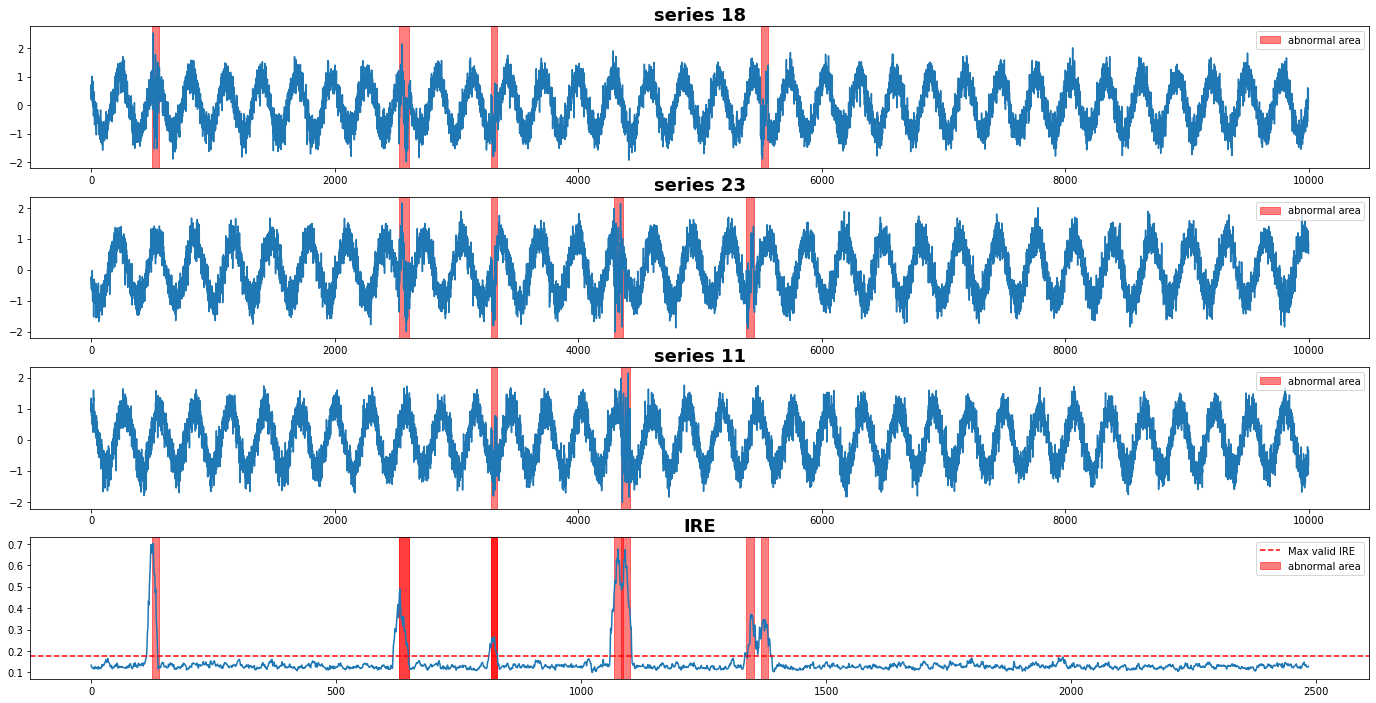 series 18
abnormal area
2
1
0
−1
−2
0 2000 4000 6000 8000 10000
series 23
abnormal area
2
1
0
−1
−2
0 2000 4000 6000 8000 10000
series 11
abnormal area
2
1
0
−1
−2
0 2000 4000 6000 8000 10000
IRE
Max valid IRE
abnormal area
0.7
0.6
0.5
0.4
0.3
0.2
0.1
0 500 1000 1500 2000 2500